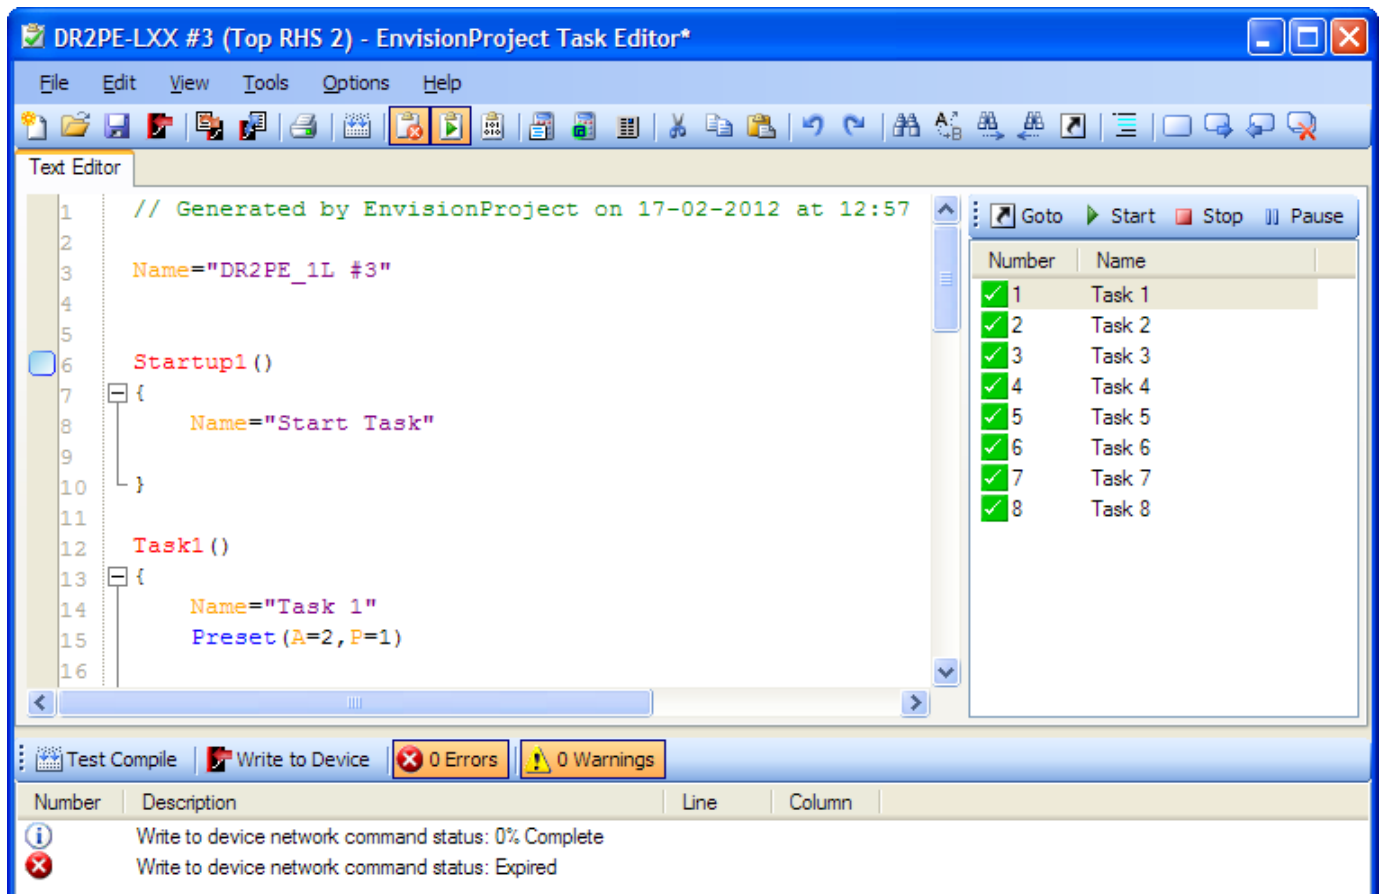 DR2PE-LXX #3 (Top RHS 2) - EnvisionProject Task Editor*
File Edit View Tools Options Help
Text Editor
1 // Generated by EnvisionProject on 17-02-2012 at 12:57
2
3 Name="DR2PE_1L #3"
4
5
6 Startup1()
7 {
8 Name="Start Task"
9
10 }
11
12 Task1()
13 {
14 Name="Task 1"
15 Preset(A=2,P=1)
16
Goto Start Stop Pause
Number Name
1 Task 1
2 Task 2
3 Task 3
4 Task 4
5 Task 5
6 Task 6
7 Task 7
8 Task 8
Test Compile Write to Device 0 Errors 0 Warnings
Number Description Line Column
Write to device network command status: 0% Complete
Write to device network command status: Expired